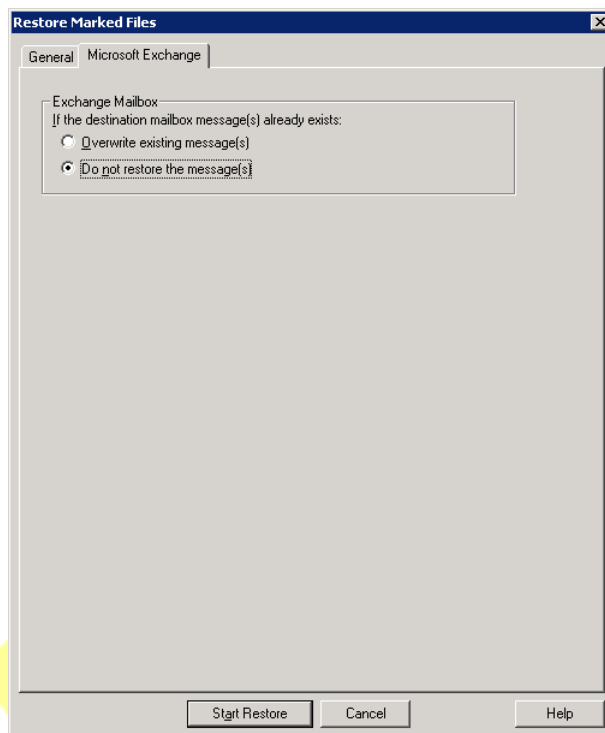 Restore Marked Files
General
Microsoft Exchange
Exchange Mailbox
If the destination mailbox message(s) already exists:
Overwrite existing message(s)
Do not restore the message(s)
Start Restore
Cancel
Help